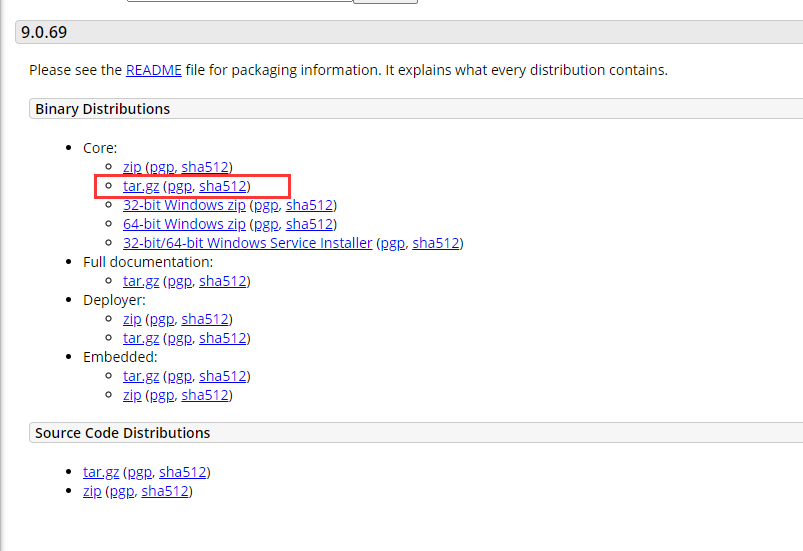 9.0.69
Please see the README file for packaging information. It explains what every distribution contains.
Binary Distributions
Core:
zip (pgp, sha512)
tar.gz (pgp, sha512)
32-bit Windows zip (pgp, sha512)
64-bit Windows zip (pgp, sha512)
32-bit/64-bit Windows Service Installer (pgp, sha512)
Full documentation:
tar.gz (pgp, sha512)
Deployer:
zip (pgp, sha512)
tar.gz (pgp, sha512)
Embedded:
tar.gz (pgp, sha512)
zip (pgp, sha512)
Source Code Distributions
tar.gz (pgp, sha512)
zip (pgp, sha512)